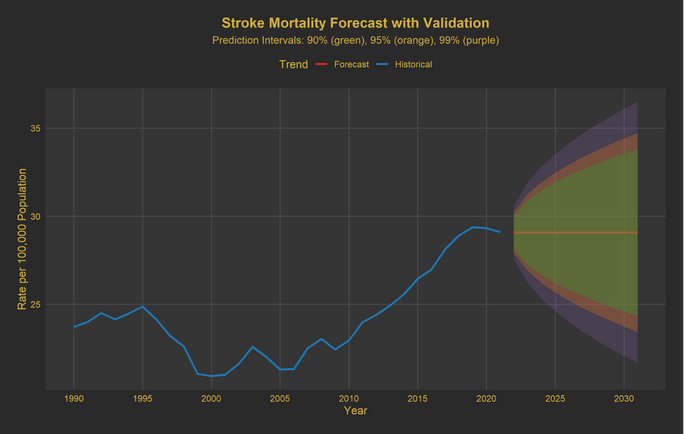 Stroke Mortality Forecast with Validation
Prediction Intervals: 90% (green), 95% (orange), 99% (purple)
Trend Forecast Historical
35
30
25
Rate per 100,000 Population
1990 1995 2000 2005 2010 2015 2020 2025 2030
Year